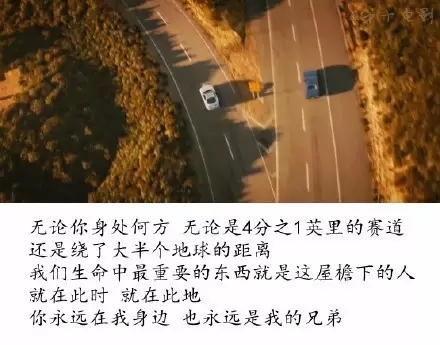 无论你身处何方 无论是4分之1英里的赛道
还是绕了大半个地球的距离
我们生命中最重要的东西就是这屋檐下的人
就在此时 就在此地
你永远在我身边 也永远是我的兄弟